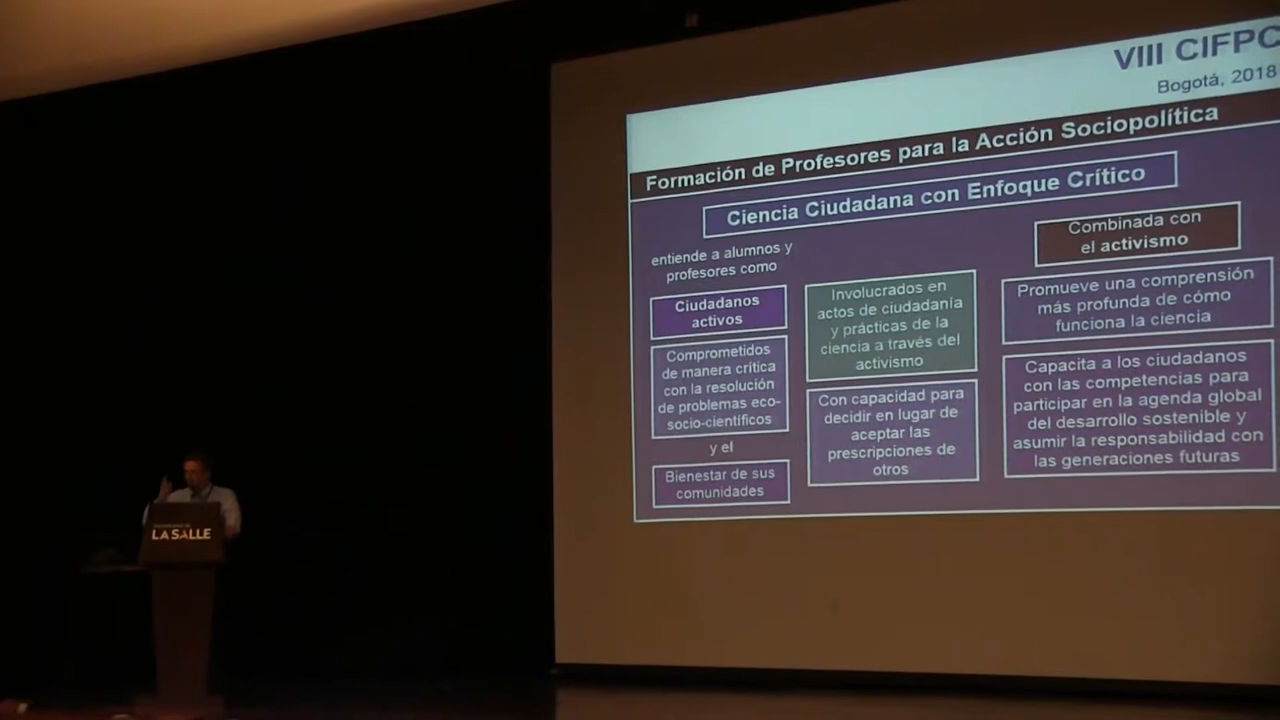 VIII CIFPC
Bogotá, 2018
Formación de Profesores para la Acción Sociopolítica
Ciencia Ciudadana con Enfoque Crítico
entiende a alumnos y
profesores como
Ciudadanos
activos
Comprometidos
de manera crítica
con la resolución
de problemas eco-
socio-científicos
y el
Bienestar de sus
comunidades
Involucrados en
actos de ciudadanía
y prácticas de la
ciencia a través del
activismo
Con capacidad para
decidir en lugar de
aceptar las
prescripciones de
otros
Combinada con
el activismo
Promueve una comprensión
más profunda de cómo
funciona la ciencia
Capacita a los ciudadanos
con las competencias para
participar en la agenda global
del desarrollo sostenible y
asumir la responsabilidad con
las generaciones futuras
LA SALLE